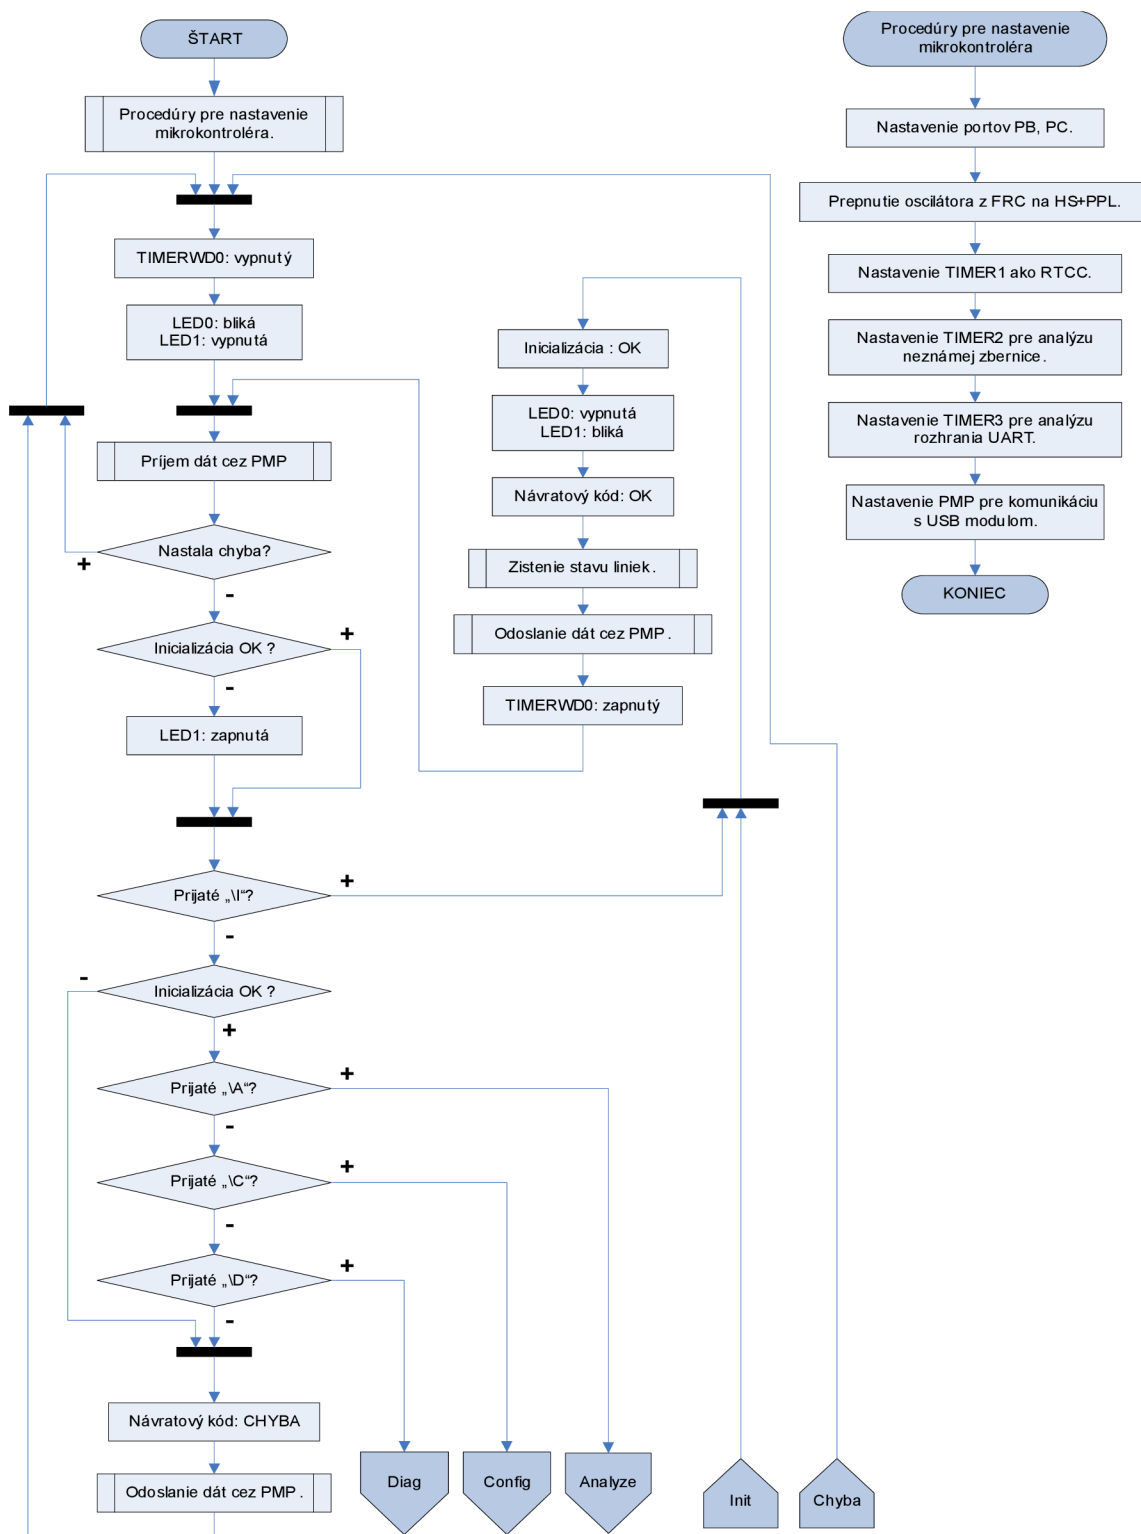 ŠTART
Procedúry pre nastavenie
mikrokontroléra.
TIMERWD0: vypnutý
LED0: bliká
LED1: vypnutá
Príjem dát cez PMP
Nastala chyba?
+
-
Inicializácia OK ?
+
-
LED1: zapnutá
Prijaté „\I“?
+
-
Inicializácia OK ?
-
+
Prijaté „\A“?
+
-
Prijaté „\C“?
+
-
Prijaté „\D“?
+
-
Návratový kód: CHYBA
Odoslanie dát cez PMP .
Inicializácia : OK
LED0: vypnutá
LED1: bliká
Návratový kód: OK
Zistenie stavu liniek .
Odoslanie dát cez PMP .
TIMERWD0: zapnutý
Diag
Config
Analyze
Init
Chyba
Procedúry pre nastavenie
mikrokontroléra
Nastavenie portov PB, PC.
Prepnutie oscilátora z FRC na HS+PPL.
Nastavenie TIMER1 ako RTCC.
Nastavenie TIMER2 pre analýzu
neznámej zbernice .
Nastavenie TIMER3 pre analýzu
rozhrania UART.
Nastavenie PMP pre komunikáciu
s USB modulom.
KONIEC